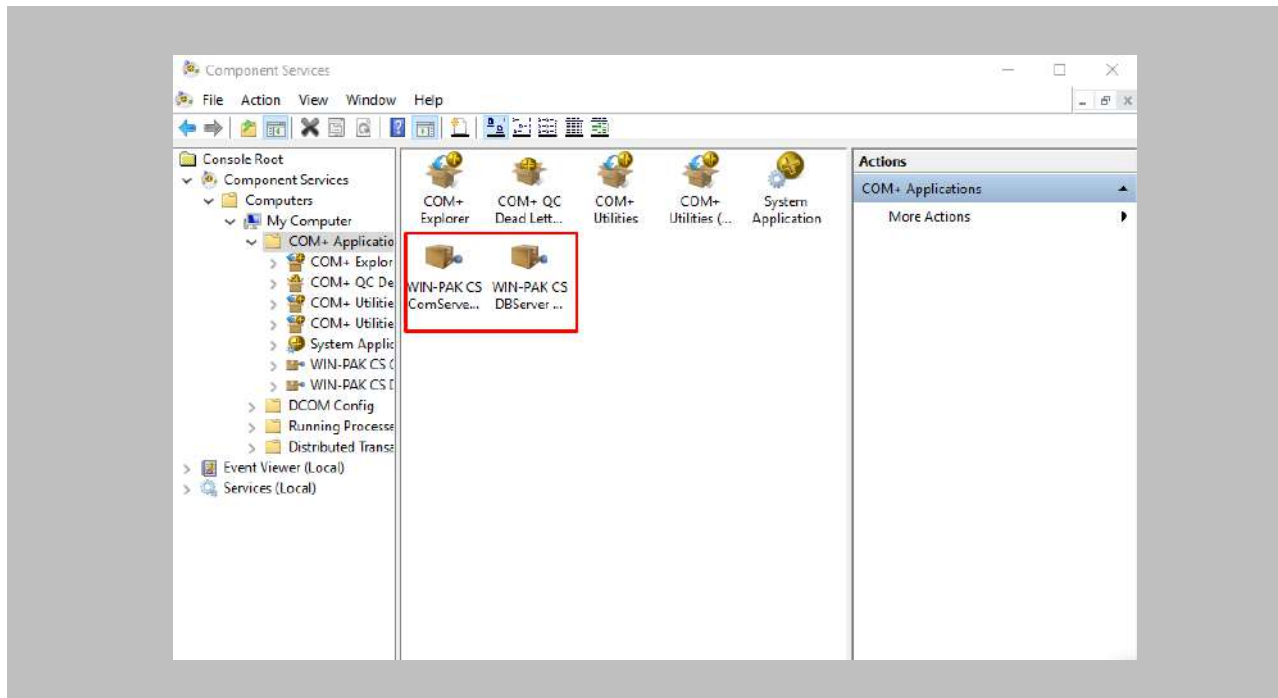 Component Services
File Action View Window Help
Console Root
Component Services
Computers
My Computer
COM+ Applicatio
COM+ Explor
COM+ QC De
COM+ Utilitie
COM+ Utilitie
System Applic
WIN-PAK CS C
WIN-PAK CS D
DCOM Config
Running Processe
Distributed Transa
Event Viewer (Local)
Services (Local)
COM+ COM+ QC COM+ COM+ System
Explorer Dead Lett... Utilities Utilities (... Application
WIN-PAK CS WIN-PAK CS
ComServe... DBServer ...
Actions
COM+ Applications
More Actions